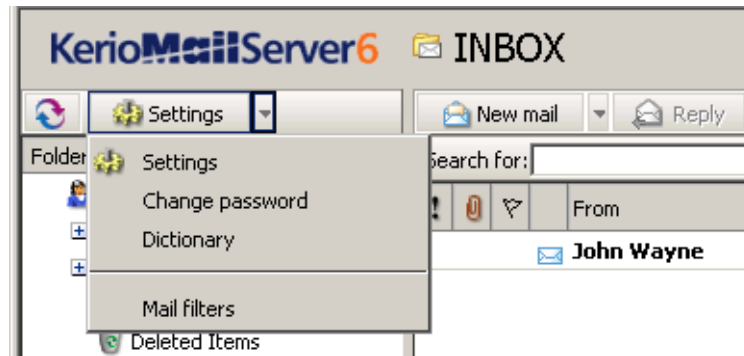 KerioMailServer6
INBOX
Settings
New mail
Reply
Folder
Settings
Change password
Dictionary
Mail filters
Deleted Items
Search for:
! From
John Wayne